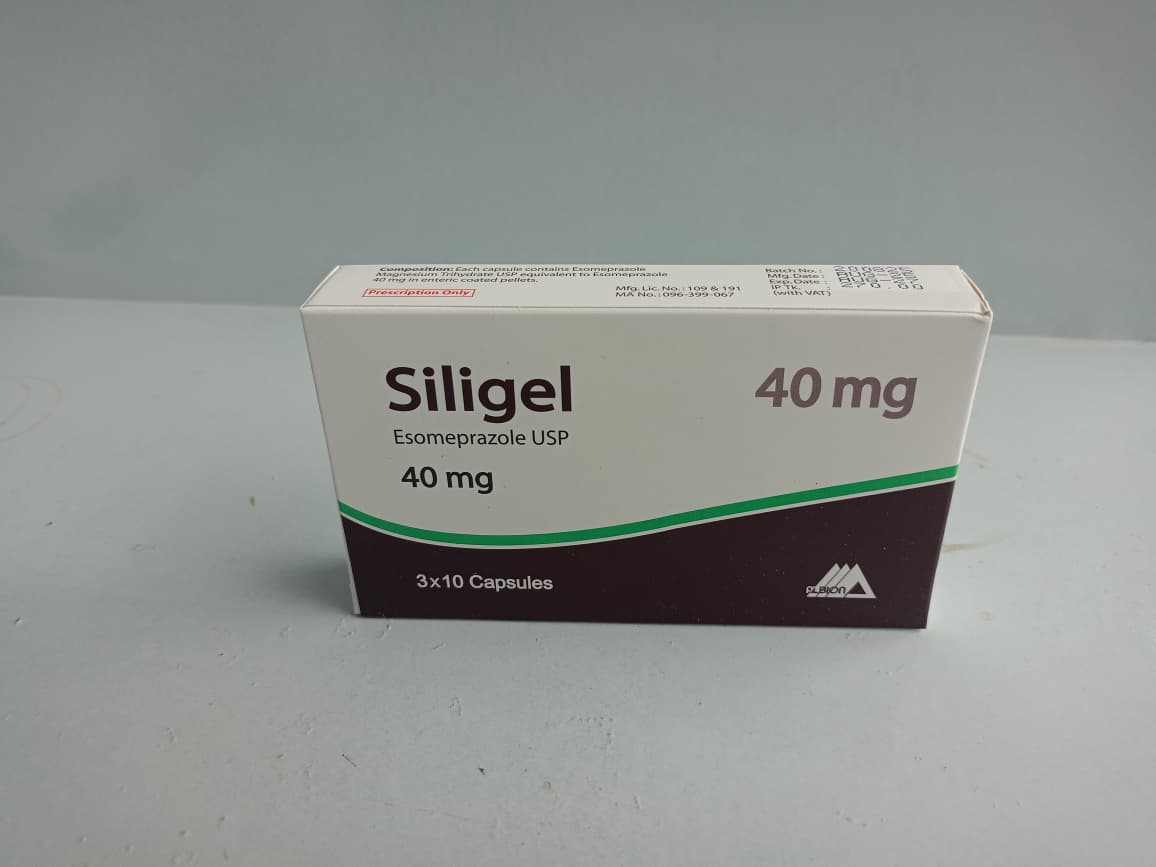 Composition: Each capsule contains Esomeprazole
Magnesium Trihydrate USP equivalent to Esomeprazole
40 mg in enteric coated pellets.
Prescription Only
Mfg. Lic. No.: 109 & 191
MA No.: 096-399-067
Batch No. :
Mfg. Date :
Exp. Date :
IP Tk. :
(with VAT)
Siligel
Esomeprazole USP
40 mg
40 mg
3x10 Capsules
ALBION